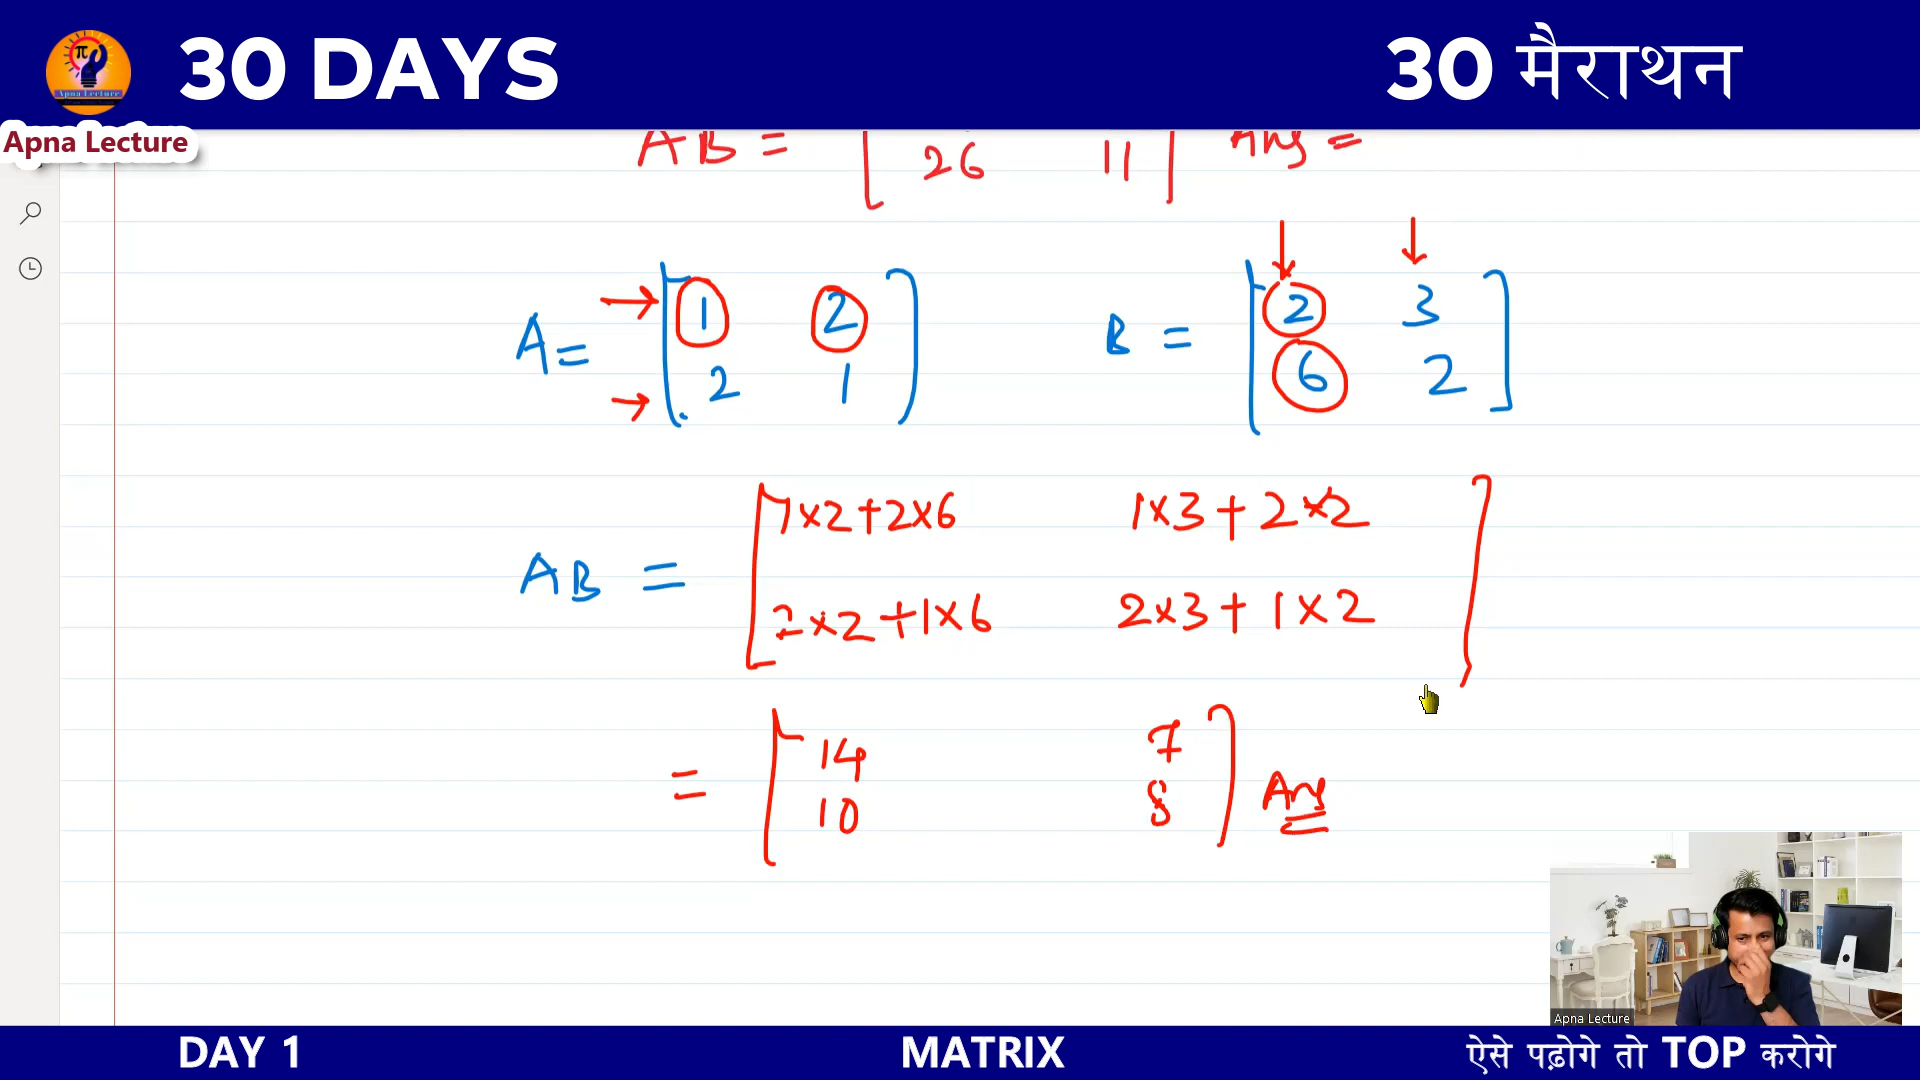 30 DAYS
30 मैराथन
π
Apna Lecture
Apna Lecture
AB = 26 11 Ans =
A = 1 2
2 1
B = 2 3
6 2
AB = 1×2+2×6 1×3+2×2
2×2+1×6 2×3+1×2
= 14 7
10 8 Ans
Apna Lecture
DAY 1
MATRIX
ऐसे पढ़ोगे तो TOP करोगे